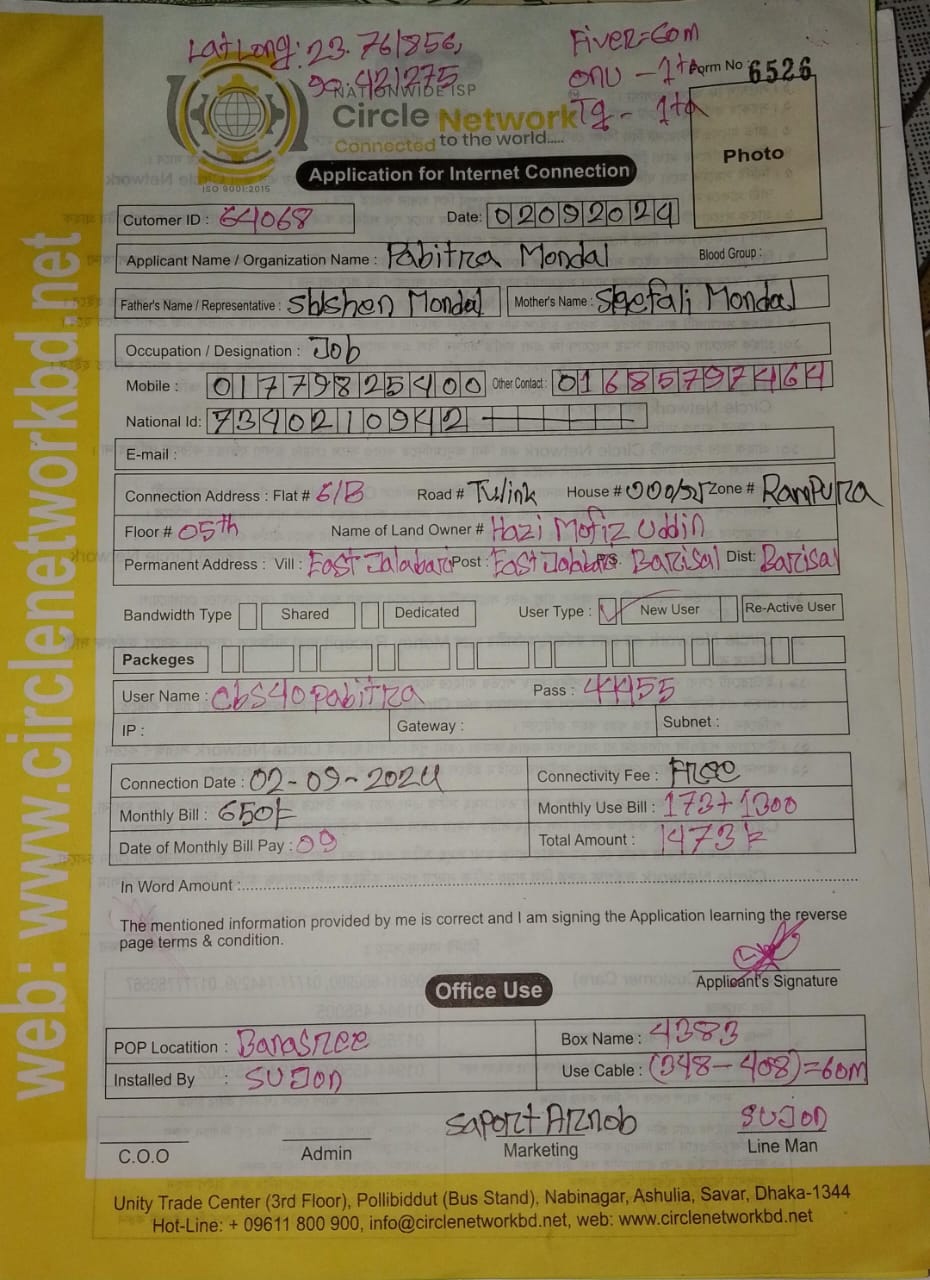 Lat Long: 23.761856,
90.421275
Fiver=60m
ONU - 1ta
Tg - 1ta
Form No 6526
NATIONWIDE ISP
Circle Network
Connected to the world.....
ISO 9001:2015
Photo
Application for Internet Connection
Cutomer ID : 64068
Date: 02092024
Applicant Name / Organization Name : Pabitra Mondal
Blood Group :
Father's Name / Representative : Shishen Mondal
Mother's Name : Shefali Mondal
Occupation / Designation : Job
Mobile : 01779825400
Other Contact : 01685797464
National Id: 7340210942
E-mail :
Connection Address : Flat # 6/B Road # House # Zone # Rampura
Floor # 05th Name of Land Owner # Hazi Mofiz Uddin
Permanent Address : Vill : East Post : East P.S. Barisal Dist: Barisal
Bandwidth Type Shared Dedicated User Type : New User Re-Active User
Packeges
User Name : cbs40pabitra Pass : 44455
IP : Gateway : Subnet :
Connection Date : 02-09-2024 Connectivity Fee : Free
Monthly Bill : 650/- Monthly Use Bill : 173+1300
Date of Monthly Bill Pay : 09 Total Amount : 1473/-
In Word Amount :
The mentioned information provided by me is correct and I am signing the Application learning the reverse
page terms & condition.
Applicant's Signature
Office Use
POP Locatition : Banasree Box Name : 4383
Installed By : SUJON Use Cable : (348-408)=60m
Saport Arnob SUJON
C.O.O Admin Marketing Line Man
Unity Trade Center (3rd Floor), Pollibiddut (Bus Stand), Nabinagar, Ashulia, Savar, Dhaka-1344
Hot-Line: + 09611 800 900, info@circlenetworkbd.net, web: www.circlenetworkbd.net
web: www.circlenetworkbd.net